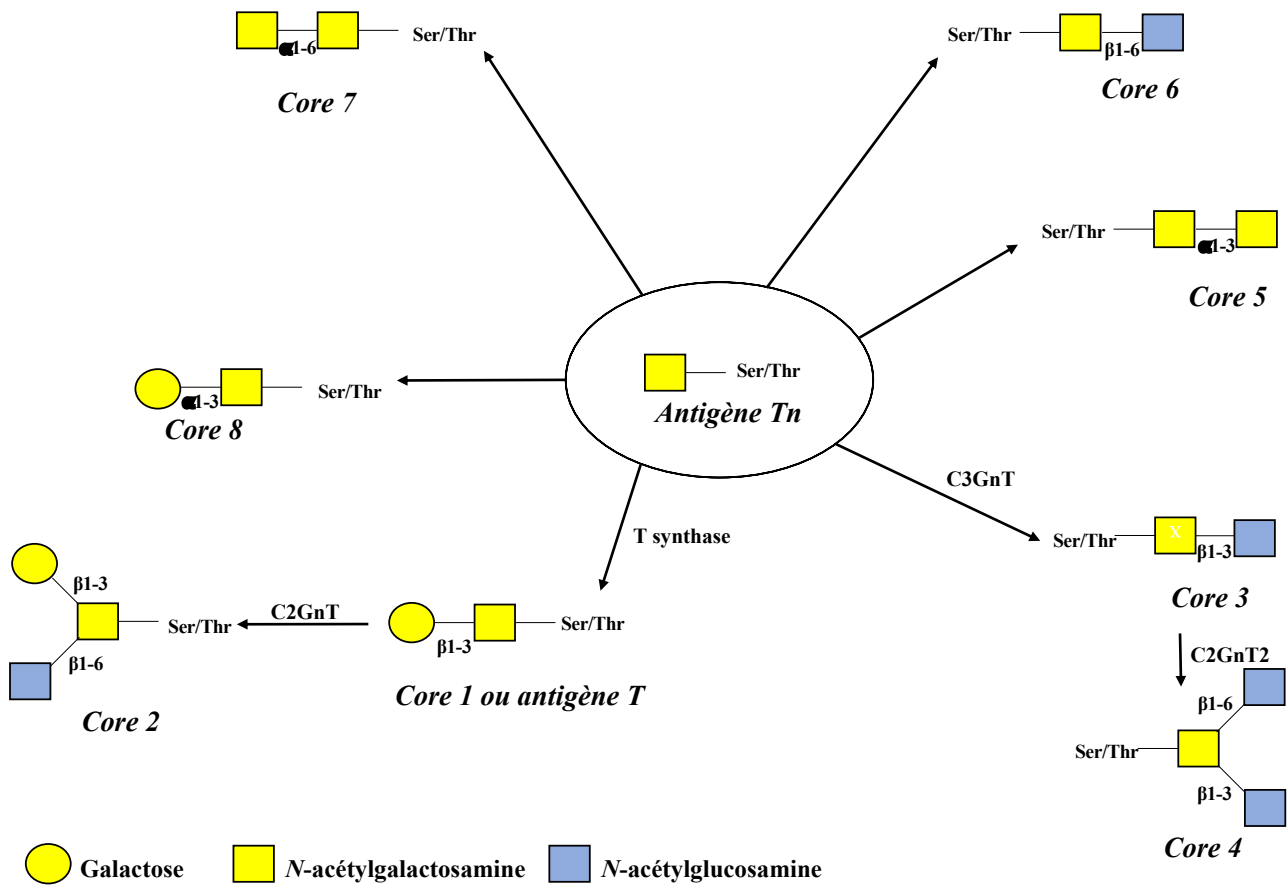 Ser/Thr
α1-6
Core 7
Ser/Thr
β1-6
Core 6
Ser/Thr
α1-3
Core 5
Ser/Thr
α1-3
Core 8
Ser/Thr
Antigène Tn
C3GnT
T synthase
Ser/Thr
X
β1-3
Core 3
β1-3
C2GnT
Ser/Thr
β1-6
Core 2
Ser/Thr
β1-3
Core 1 ou antigène T
C2GnT2
β1-6
Ser/Thr
β1-3
Core 4
Galactose
N-acétylgalactosamine
N-acétylglucosamine